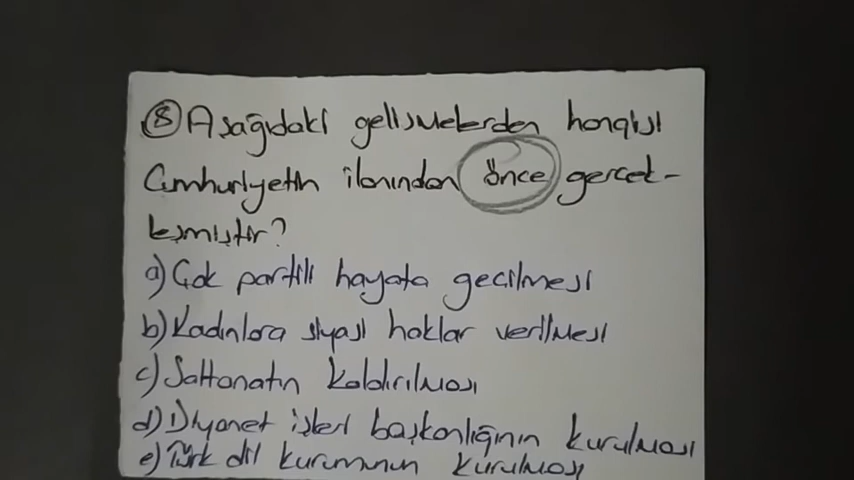 8) Aşağıdaki gelişmelerden hangisi
Cumhuriyetin ilanından önce gerçek-
leşmiştir?
a) Çok partili hayata geçilmesi
b) Kadınlara siyasi haklar verilmesi
c) Saltanatın kaldırılması
d) Diyanet işleri başkanlığının kurulması
e) Türk dil kurumunun kurulması